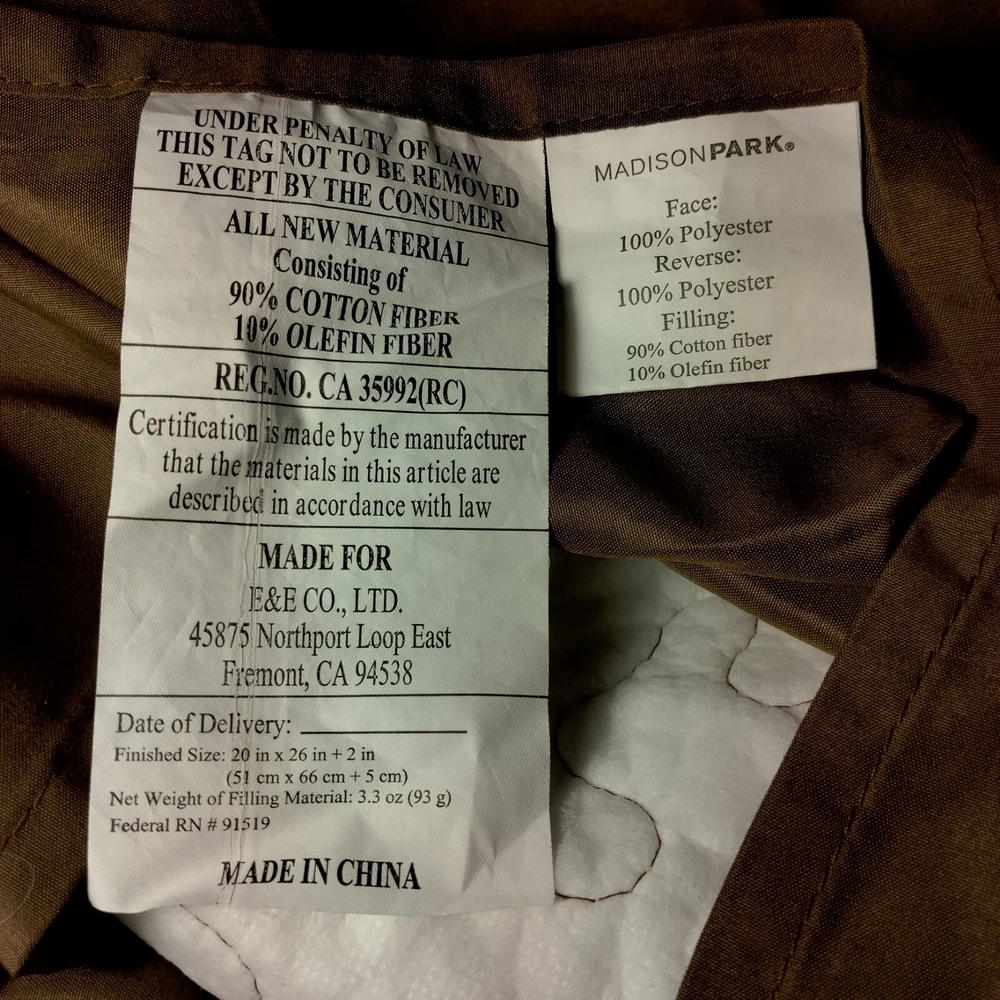 UNDER PENALTY OF LAW
THIS TAG NOT TO BE REMOVED
EXCEPT BY THE CONSUMER
ALL NEW MATERIAL
Consisting of
90% COTTON FIBER
10% OLEFIN FIBER
REG.NO. CA 35992(RC)
Certification is made by the manufacturer
that the materials in this article are
described in accordance with law
MADE FOR
E&E CO., LTD.
45875 Northport Loop East
Fremont, CA 94538
Date of Delivery:
Finished Size: 20 in x 26 in + 2 in
(51 cm x 66 cm + 5 cm)
Net Weight of Filling Material: 3.3 oz (93 g)
Federal RN # 91519
MADE IN CHINA
MADISONPARK®
Face:
100% Polyester
Reverse:
100% Polyester
Filling:
90% Cotton fiber
10% Olefin fiber